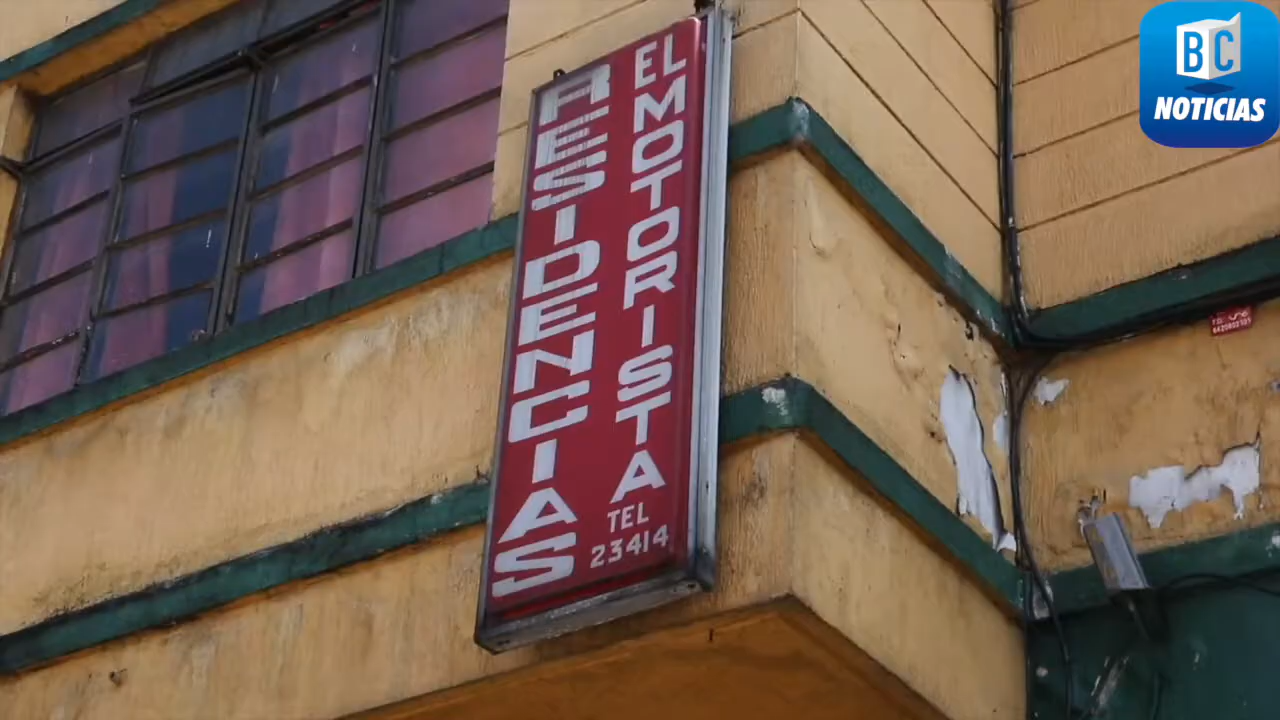 RESIDENCIAS
EL MOTORISTA
TEL
23414
BC
NOTICIAS